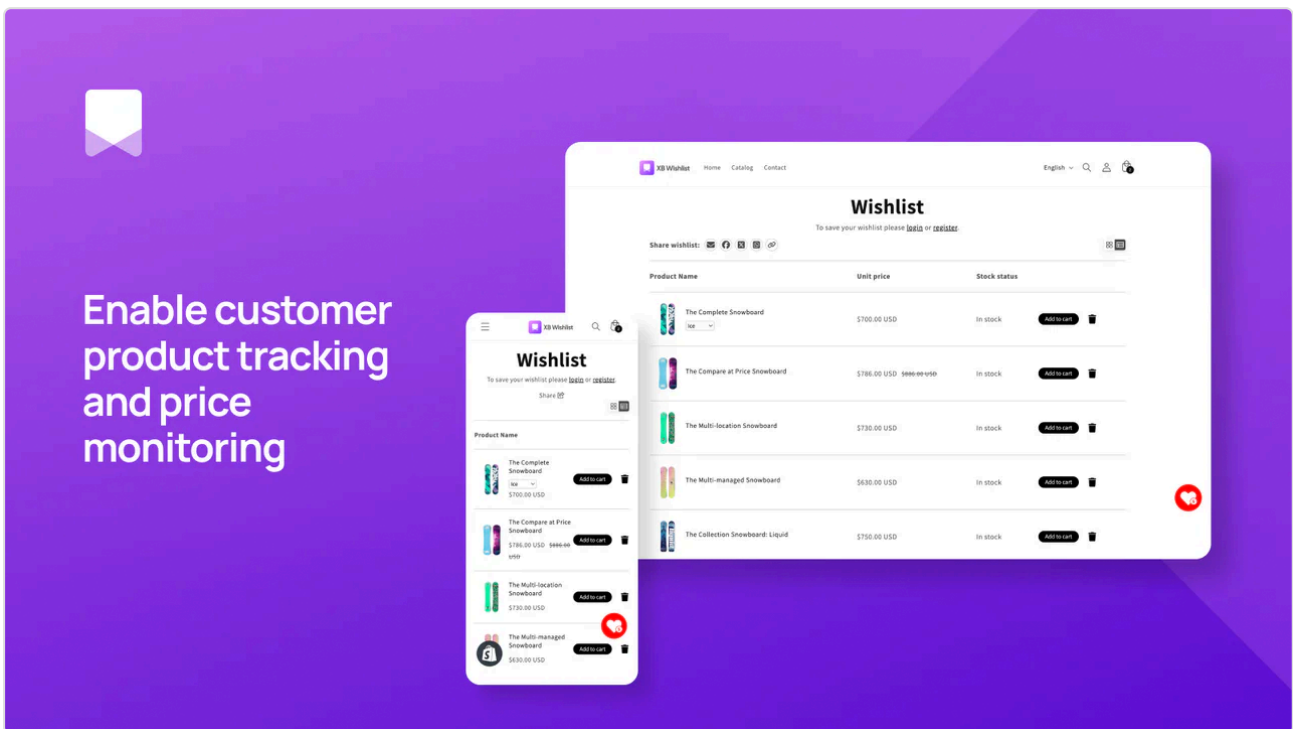 Enable customer
product tracking
and price
monitoring
XB Wishlist Home Catalog Contact English
Wishlist
To save your wishlist please login or register.
Share wishlist:
Product Name Unit price Stock status
The Complete Snowboard
Ice
$700.00 USD In stock Add to cart
The Compare at Price Snowboard $786.00 USD $886.00 USD In stock Add to cart
The Multi-location Snowboard $730.00 USD In stock Add to cart
The Multi-managed Snowboard $630.00 USD In stock Add to cart
The Collection Snowboard: Liquid $750.00 USD In stock Add to cart
XB Wishlist
Wishlist
To save your wishlist please login or register.
Share
Product Name
The Complete
Snowboard
Ice
$700.00 USD
Add to cart
The Compare at Price
Snowboard
$786.00 USD $886.00
USD
Add to cart
The Multi-location
Snowboard
$730.00 USD
Add to cart
The Multi-managed
Snowboard
$630.00 USD
Add to cart